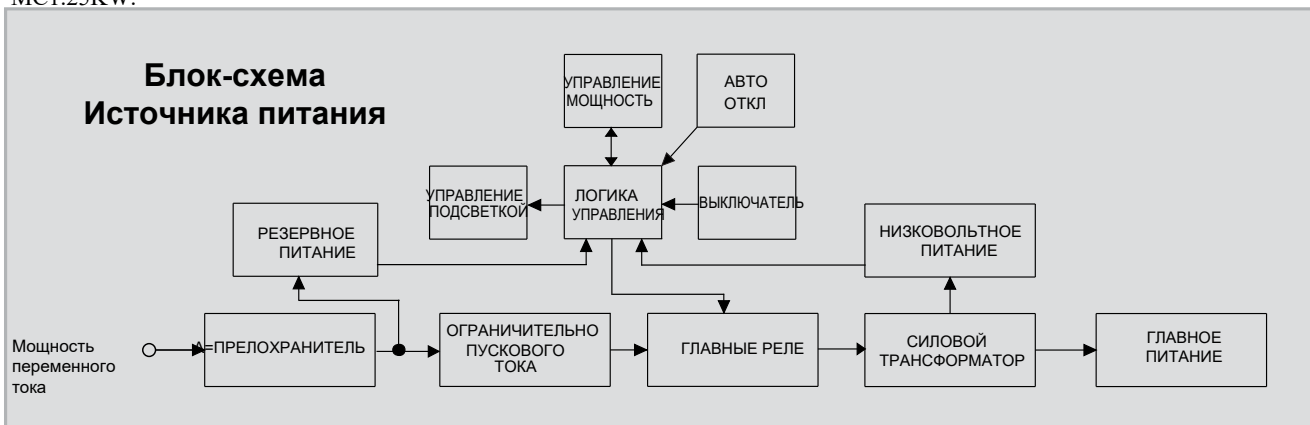 Блок-схема
Источника питания
УПРАВЛЕНИЕ
МОЩНОСТЬ
АВТО
ОТКЛ
УПРАВЛЕНИЕ
ПОДСВЕТКОЙ
ЛОГИКА
УПРАВЛЕНИЯ
ВЫКЛЮЧАТЕЛЬ
РЕЗЕРВНОЕ
ПИТАНИЕ
НИЗКОВОЛЬТНОЕ
ПИТАНИЕ
Мощность
переменного
тока
А=ПРЕЛОХРАНИТЕЛЬ
ОГРАНИЧИТЕЛЬНО
ПУСКОВОГО
ТОКА
ГЛАВНЫЕ РЕЛЕ
СИЛОВОЙ
ТРАНСФОРМАТОР
ГЛАВНОЕ
ПИТАНИЕ